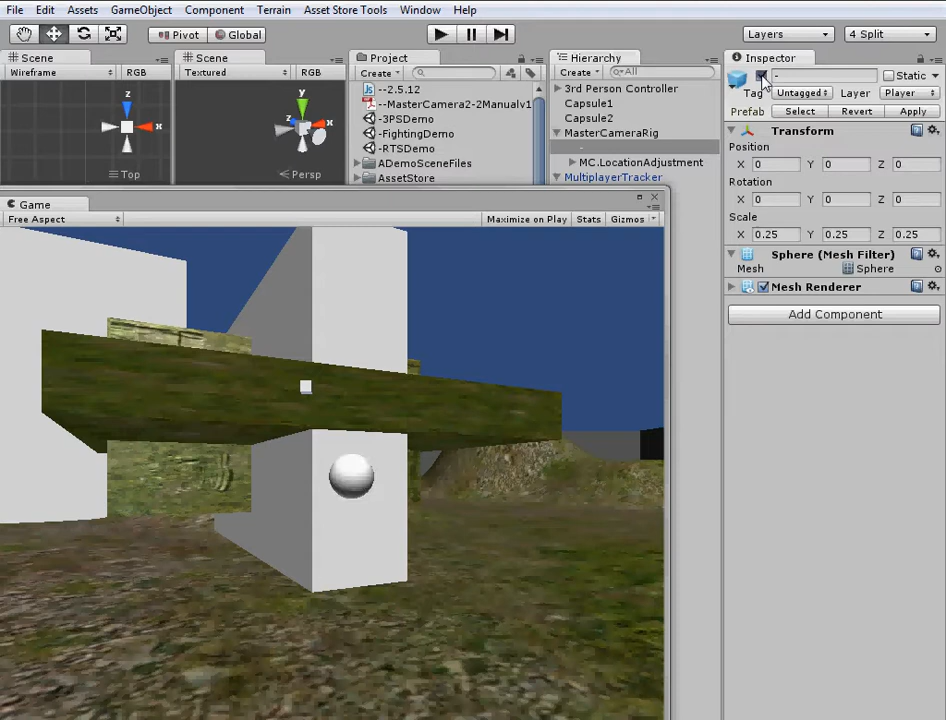 File Edit Assets GameObject Component Terrain Asset Store Tools Window Help
Pivot Global Layers 4 Split
Scene Scene Project Hierarchy Inspector
Wireframe RGB Textured RGB Create Create All - Static
--2.5.12 3rd Person Controller Tag Untagged Layer Player
--MasterCamera2-2Manualv1 Capsule1 Prefab Select Revert Apply
-3PSDemo Capsule2
-FightingDemo MasterCameraRig Transform
-RTSDemo - Position
ADemoSceneFiles MC.LocationAdjustment X 0 Y 0 Z 0
AssetStore MultiplayerTracker Rotation
z x Top
y z x Persp
X 0 Y 0 Z 0
Game Scale
Free Aspect Maximize on Play Stats Gizmos
X 0.25 Y 0.25 Z 0.25
Sphere (Mesh Filter)
Mesh Sphere
Mesh Renderer
Add Component